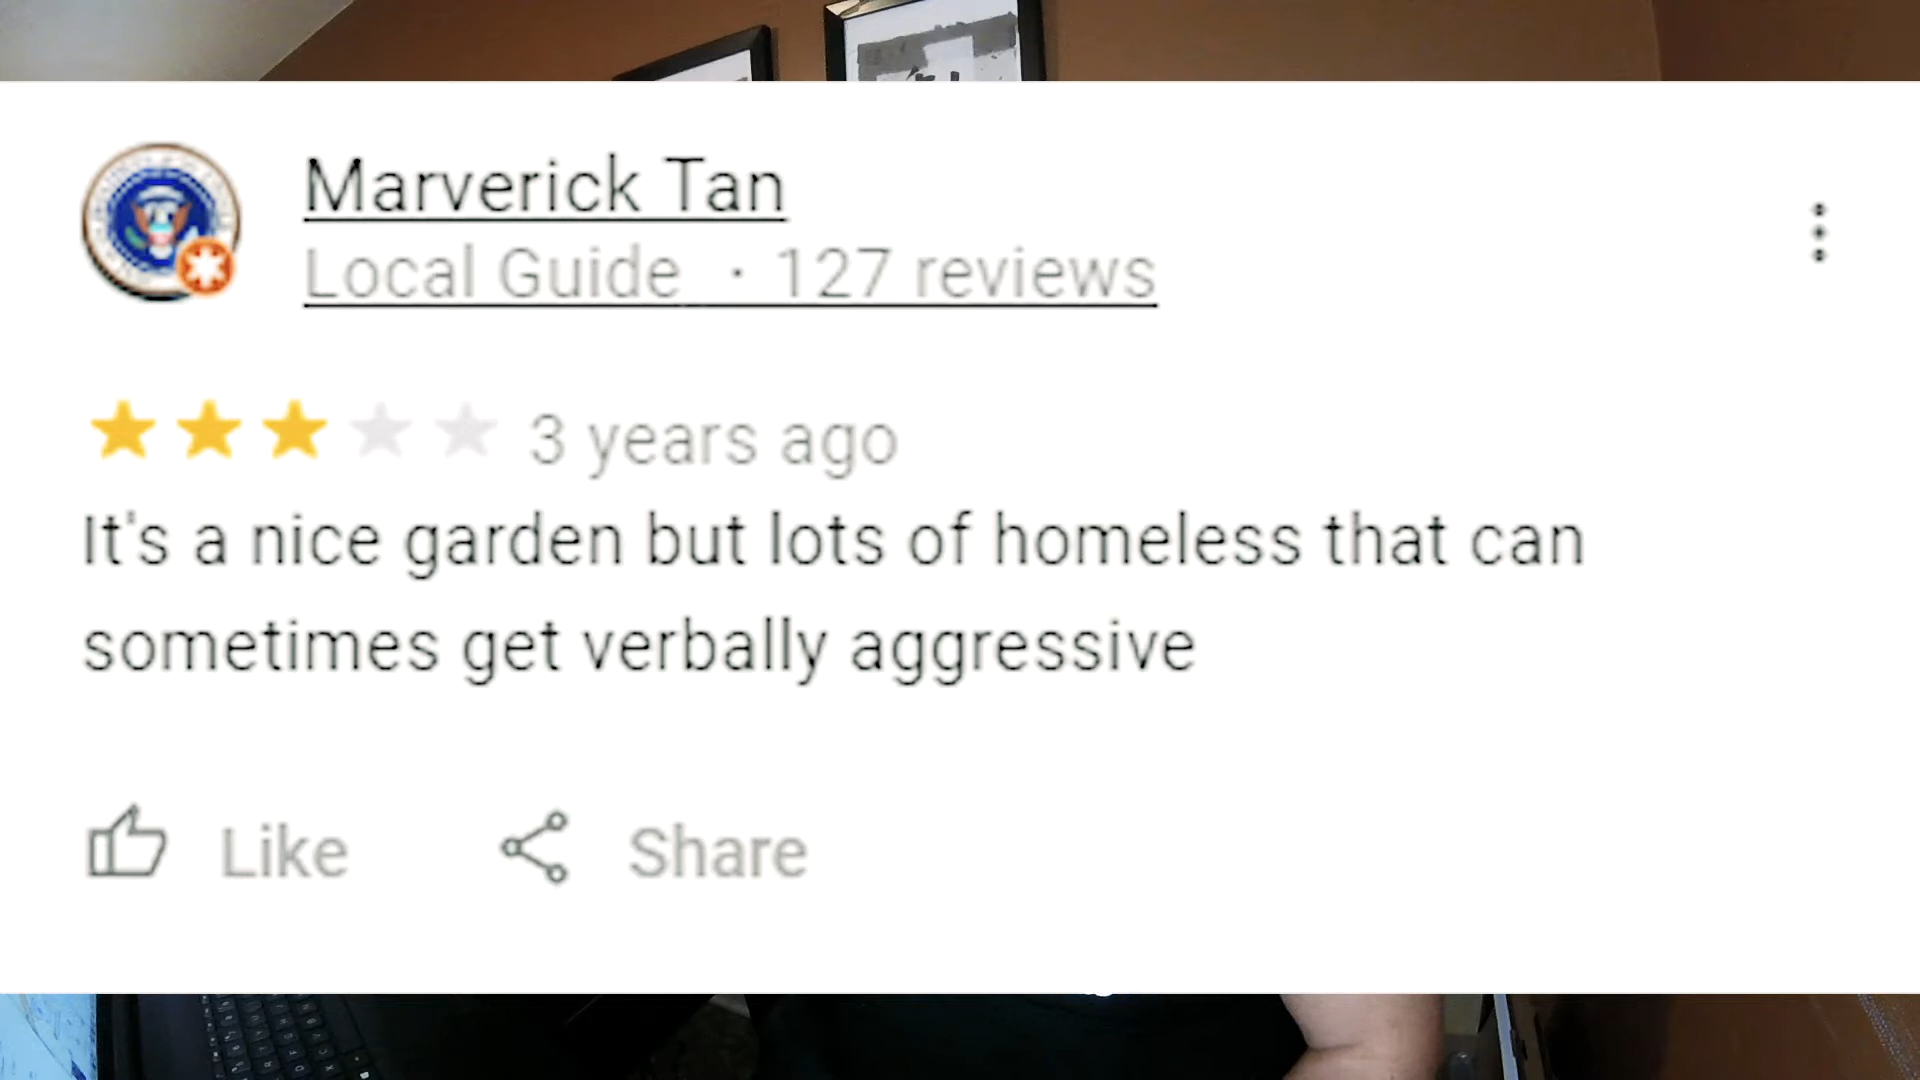 Marverick Tan
Local Guide · 127 reviews
3 years ago
It's a nice garden but lots of homeless that can
sometimes get verbally aggressive
Like Share